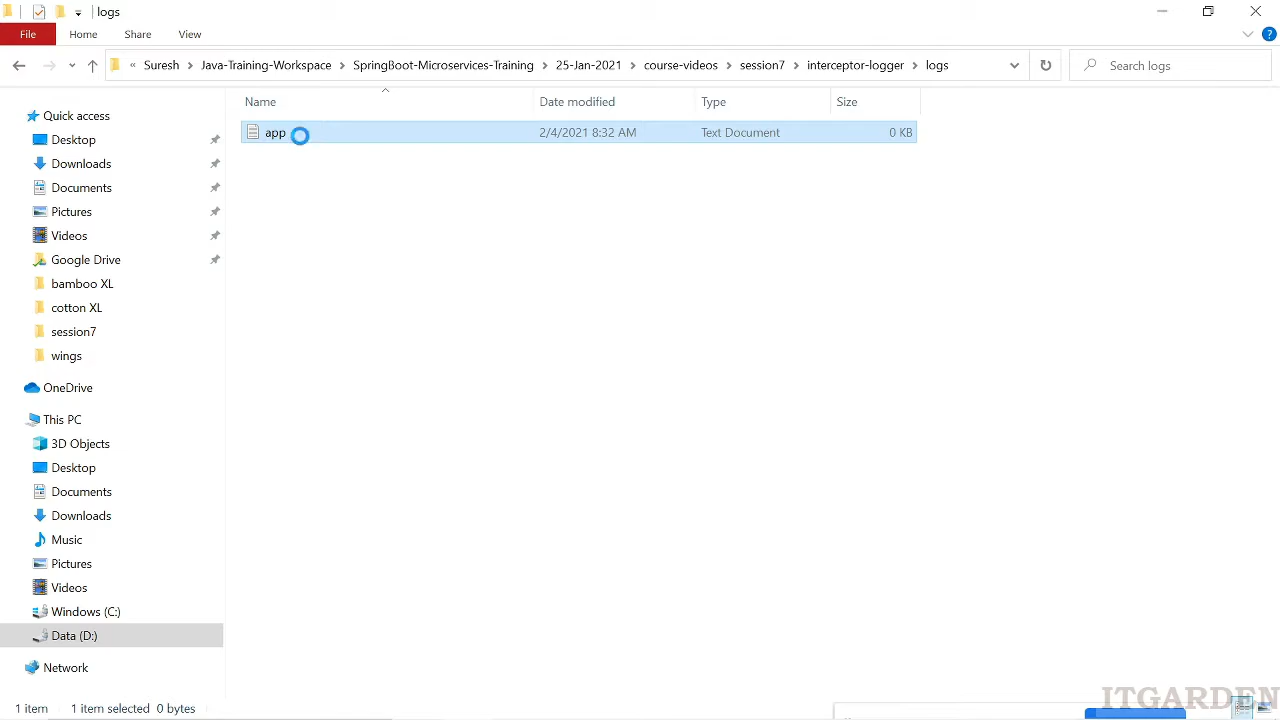 logs
File Home Share View
« Suresh Java-Training-Workspace SpringBoot-Microservices-Training 25-Jan-2021 course-videos session7 interceptor-logger logs Search logs
Name Date modified Type Size
app 2/4/2021 8:32 AM Text Document 0 KB
Quick access
Desktop
Downloads
Documents
Pictures
Videos
Google Drive
bamboo XL
cotton XL
session7
wings
OneDrive
This PC
3D Objects
Desktop
Documents
Downloads
Music
Pictures
Videos
Windows (C:)
Data (D:)
Network
1 item 1 item selected 0 bytes
ITGARDEN